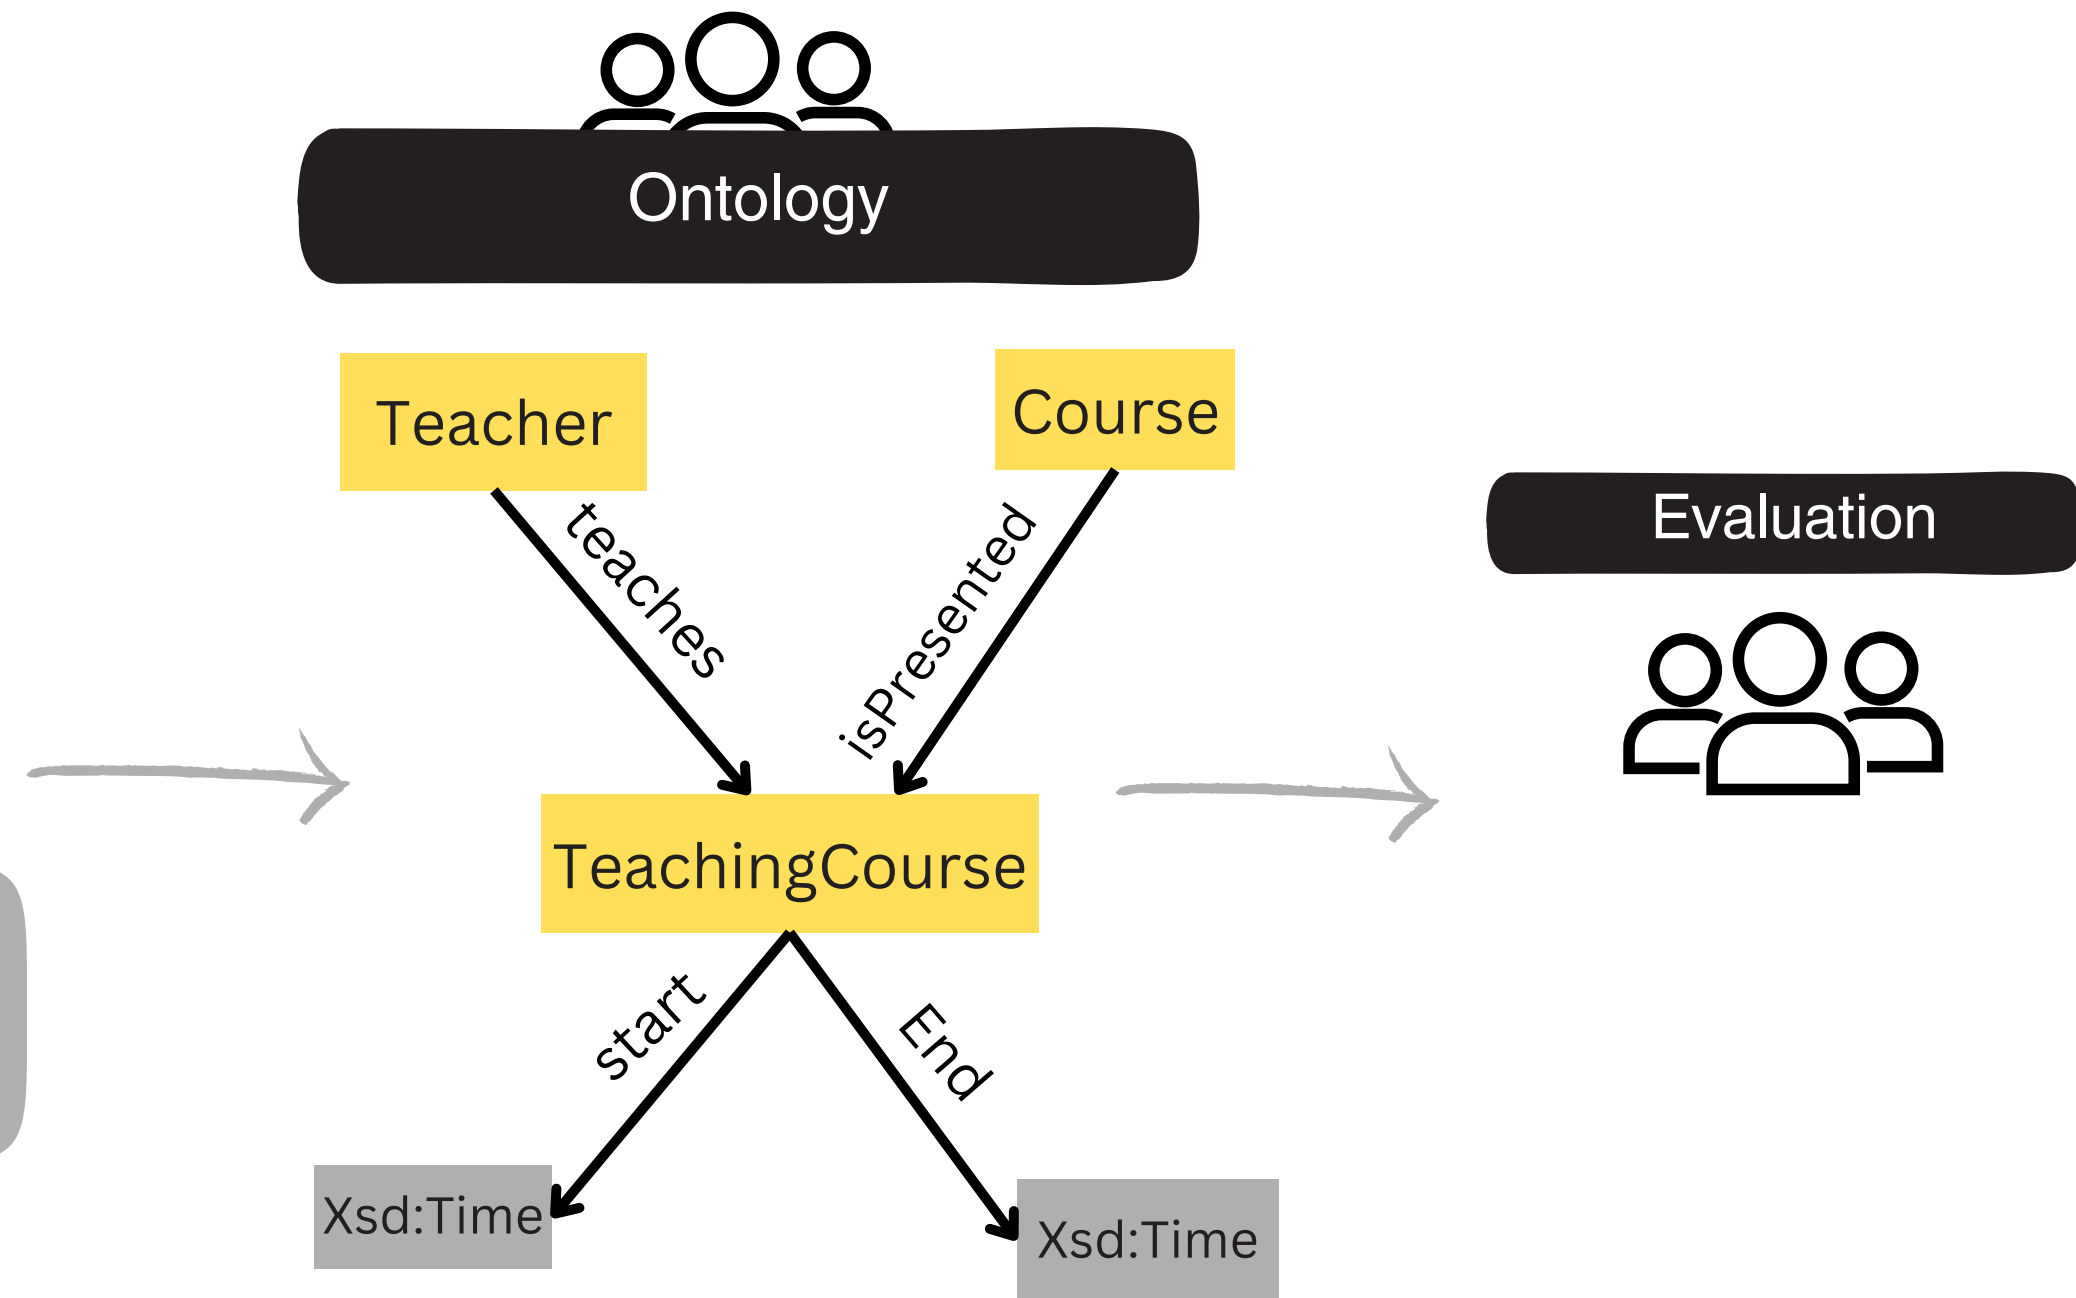 Ontology
Teacher
Course
Evaluation
teaches
isPresented
TeachingCourse
start
End
Xsd:Time
Xsd:Time